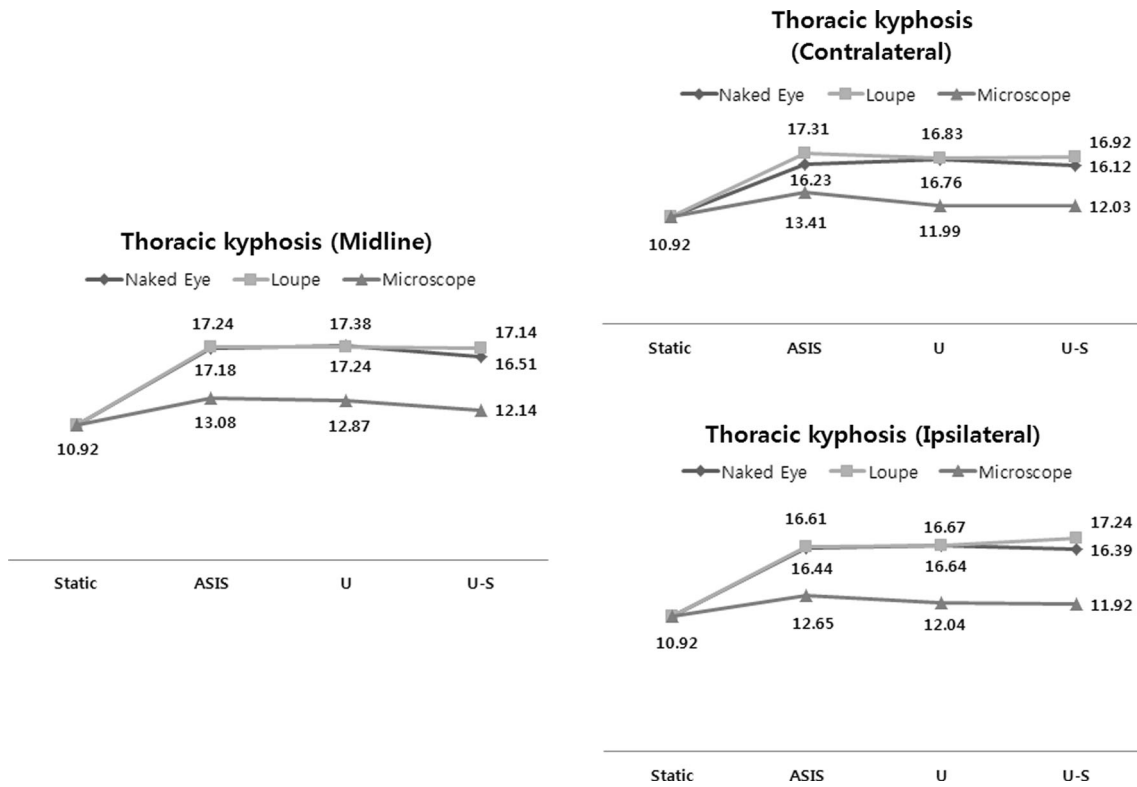 Thoracic kyphosis (Midline)
Naked Eye Loupe Microscope
17.24 17.38 17.14
17.18 17.24 16.51
13.08 12.87 12.14
10.92
Static ASIS U U-S
Thoracic kyphosis
(Contralateral)
Naked Eye Loupe Microscope
17.31 16.83 16.92
16.23 16.76 16.12
13.41 11.99 12.03
10.92
Static ASIS U U-S
Thoracic kyphosis (Ipsilateral)
Naked Eye Loupe Microscope
16.61 16.67 17.24
16.44 16.64 16.39
12.65 12.04 11.92
10.92
Static ASIS U U-S